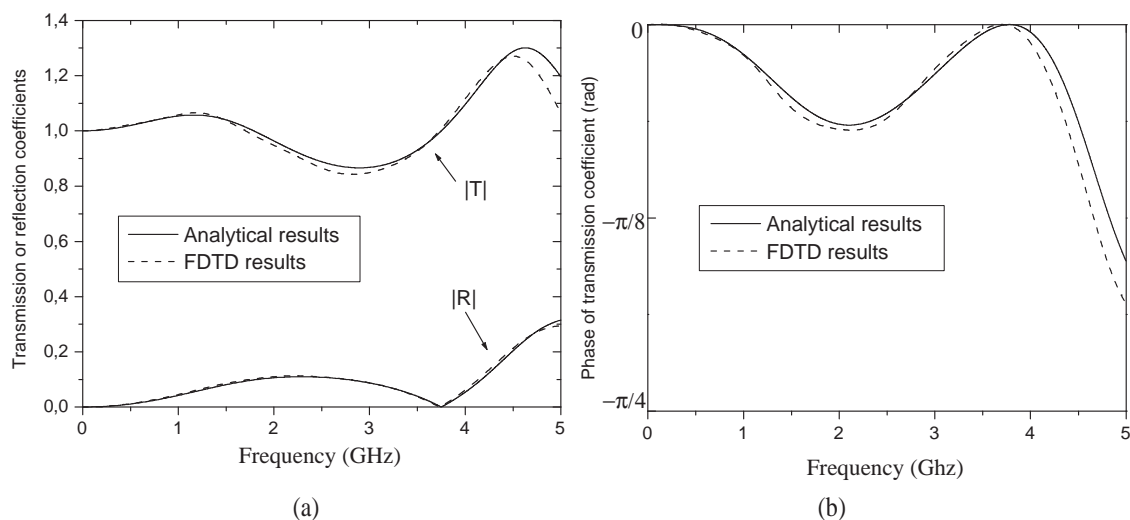 1,4
1,2
1,0
0,8
0,6
0,4
0,2
0,0
Transmission or reflection coefficients
|T|
Analytical results
FDTD results
|R|
0 1 2 3 4 5
Frequency (GHz)
(a)
0
−π/8
−π/4
Phase of transmission coefficient (rad)
Analytical results
FDTD results
0 1 2 3 4 5
Frequency (Ghz)
(b)